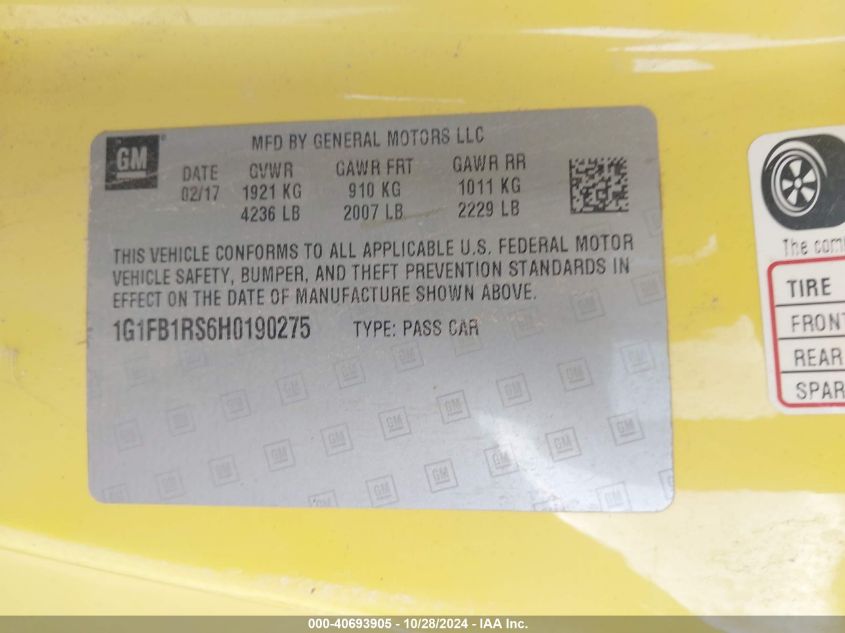 GM
MFD BY GENERAL MOTORS LLC
DATE GVWR GAWR FRT GAWR RR
02/17 1921 KG 910 KG 1011 KG
4236 LB 2007 LB 2229 LB
THIS VEHICLE CONFORMS TO ALL APPLICABLE U.S. FEDERAL MOTOR
VEHICLE SAFETY, BUMPER, AND THEFT PREVENTION STANDARDS IN
EFFECT ON THE DATE OF MANUFACTURE SHOWN ABOVE.
1G1FB1RS6H0190275 TYPE: PASS CAR
The com
TIRE
FRONT
REAR
SPAR
000-40693905 - 10/28/2024 - IAA Inc.